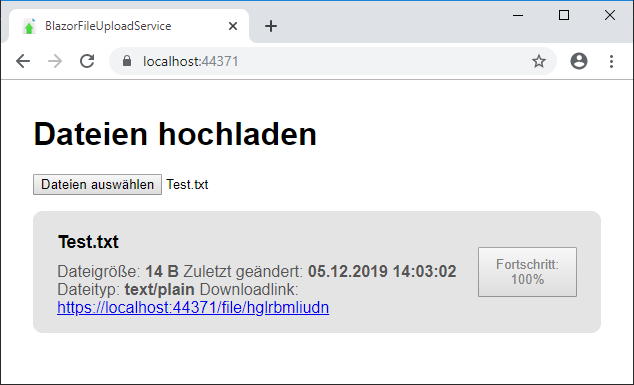 BlazorFileUploadService
localhost:44371
Dateien hochladen
Dateien auswählen Test.txt
Test.txt
Dateigröße: 14 B Zuletzt geändert: 05.12.2019 14:03:02
Dateityp: text/plain Downloadlink:
https://localhost:44371/file/hglrbmliudn
Fortschritt:
100%